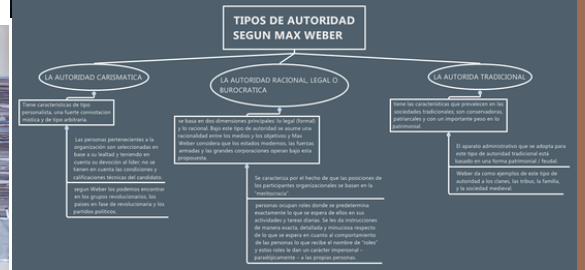 TIPOS DE AUTORIDAD
SEGUN MAX WEBER
LA AUTORIDAD CARISMATICA
LA AUTORIDAD RACIONAL, LEGAL O
BUROCRATICA
LA AUTORIDA TRADICIONAL
Tiene características de tipo
personalista, una fuerte connotacion
mistica y de tipo arbitraria.
Las personas pertenecientes a la
organización son seleccionadas en
base a su lealtad y teniendo en
cuenta su devoción al líder; no se
tienen en cuenta las condiciones y
calificaciones técnicas del candidato.
segun Weber los podemos encontrar
en los grupos revolucionarios, los
países en fase de revolucionaria y los
partidos políticos.
se basa en dos dimensiones principales: lo legal (formal)
y lo racional. Bajo este tipo de autoridad se asume una
racionalidad entre los medios y los objetivos y Max
Weber considera que los estados modernos, las fuerzas
armadas y las grandes corporaciones operan bajo esta
propouesta.
Se caracteriza por el hecho de que las posiciones de
los participantes organizacionales se basan en la
"meritocracia".
personas ocupan roles donde se predetermina
exactamente lo que se espera de ellos en sus
actividades y tareas diarias. Se les da instrucciones
de manera exacta, detallada y minuciosa respecto
de lo que se espera en cuanto al comportamiento
de las personas lo que recibe el nombre de "roles"
y estos roles le dan un carácter impersonal -
paradójicamente - a las propias personas.
tiene las características que prevalecen en las
sociedades tradicionales; son conservadoras,
patriarcales y con un importante peso en lo
patrimonial.
El aparato administrativo que se adopta para
este tipo de autoridad tradicional está
basado en una forma patrimonial / feudal.
Weber da como ejemplos de este tipo de
autoridad a los clanes, las tribus, la familia,
y la sociedad medieval.